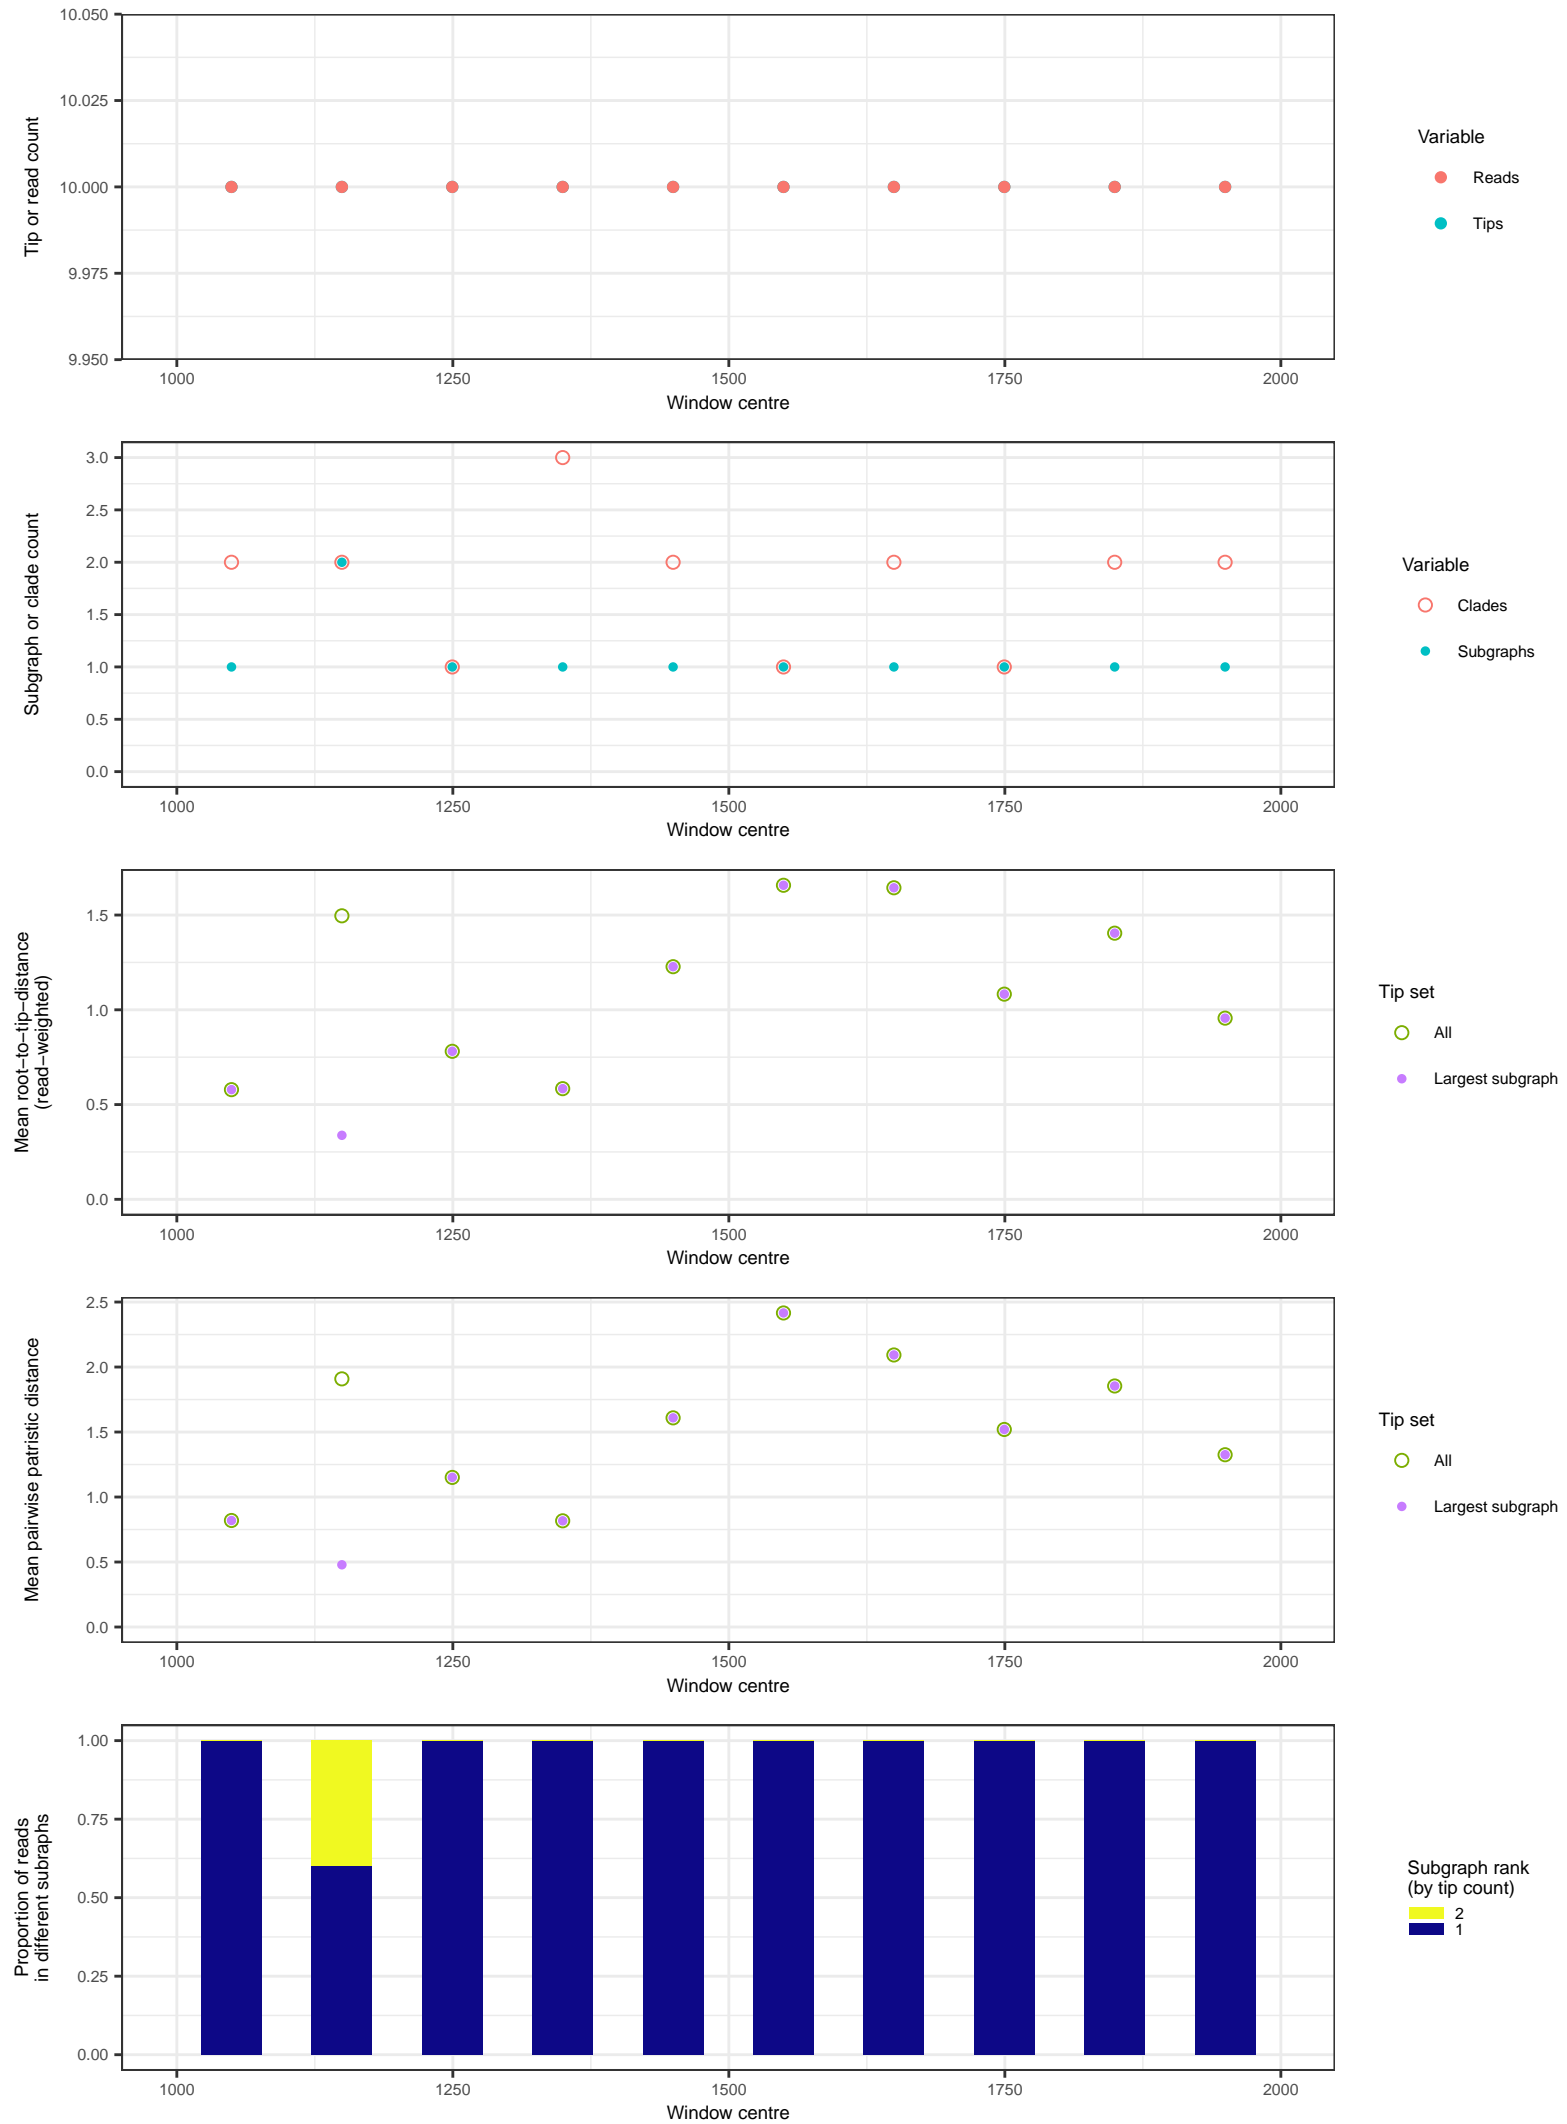 10.050
10.025
10.000
9.975
9.950
Tip or read count
1000 1250 1500 1750 2000
Window centre
Variable
Reads
Tips
3.0
2.5
2.0
1.5
1.0
0.5
0.0
Subgraph or clade count
1000 1250 1500 1750 2000
Window centre
Variable
Clades
Subgraphs
1.5
1.0
0.5
0.0
Mean root−to−tip−distance
(read−weighted)
1000 1250 1500 1750 2000
Window centre
Tip set
All
Largest subgraph
2.5
2.0
1.5
1.0
0.5
0.0
Mean pairwise patristic distance
1000 1250 1500 1750 2000
Window centre
Tip set
All
Largest subgraph
1.00
0.75
0.50
0.25
0.00
Proportion of reads
in different subraphs
1000 1250 1500 1750 2000
Window centre
Subgraph rank
(by tip count)
2
1